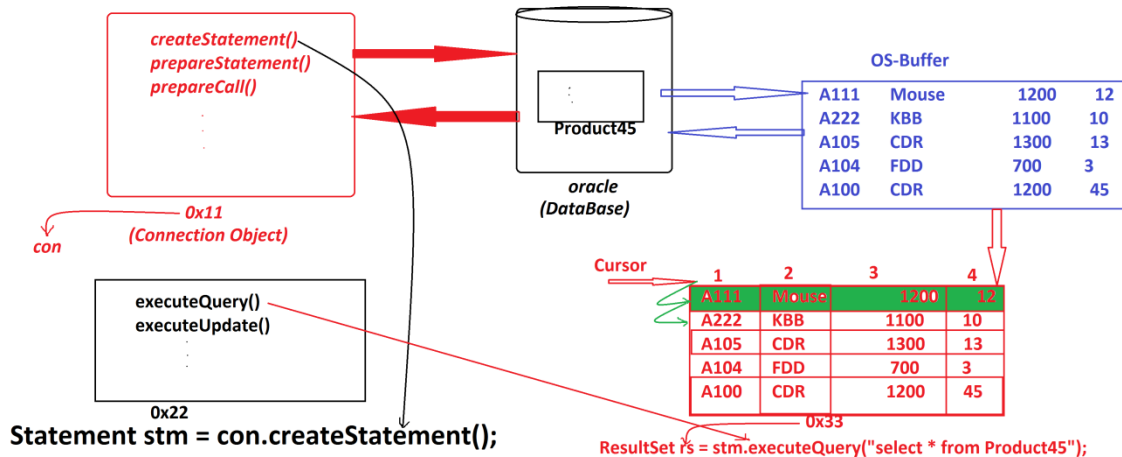 createStatement()
prepareStatement()
prepareCall()
0x11
(Connection Object)
con
Product45
oracle
(DataBase)
OS-Buffer
A111 Mouse 1200 12
A222 KBB 1100 10
A105 CDR 1300 13
A104 FDD 700 3
A100 CDR 1200 45
executeQuery()
executeUpdate()
0x22
Statement stm = con.createStatement();
Cursor 1 2 3 4
A111 Mouse 1200 12
A222 KBB 1100 10
A105 CDR 1300 13
A104 FDD 700 3
A100 CDR 1200 45
0x33
ResultSet rs = stm.executeQuery("select * from Product45");